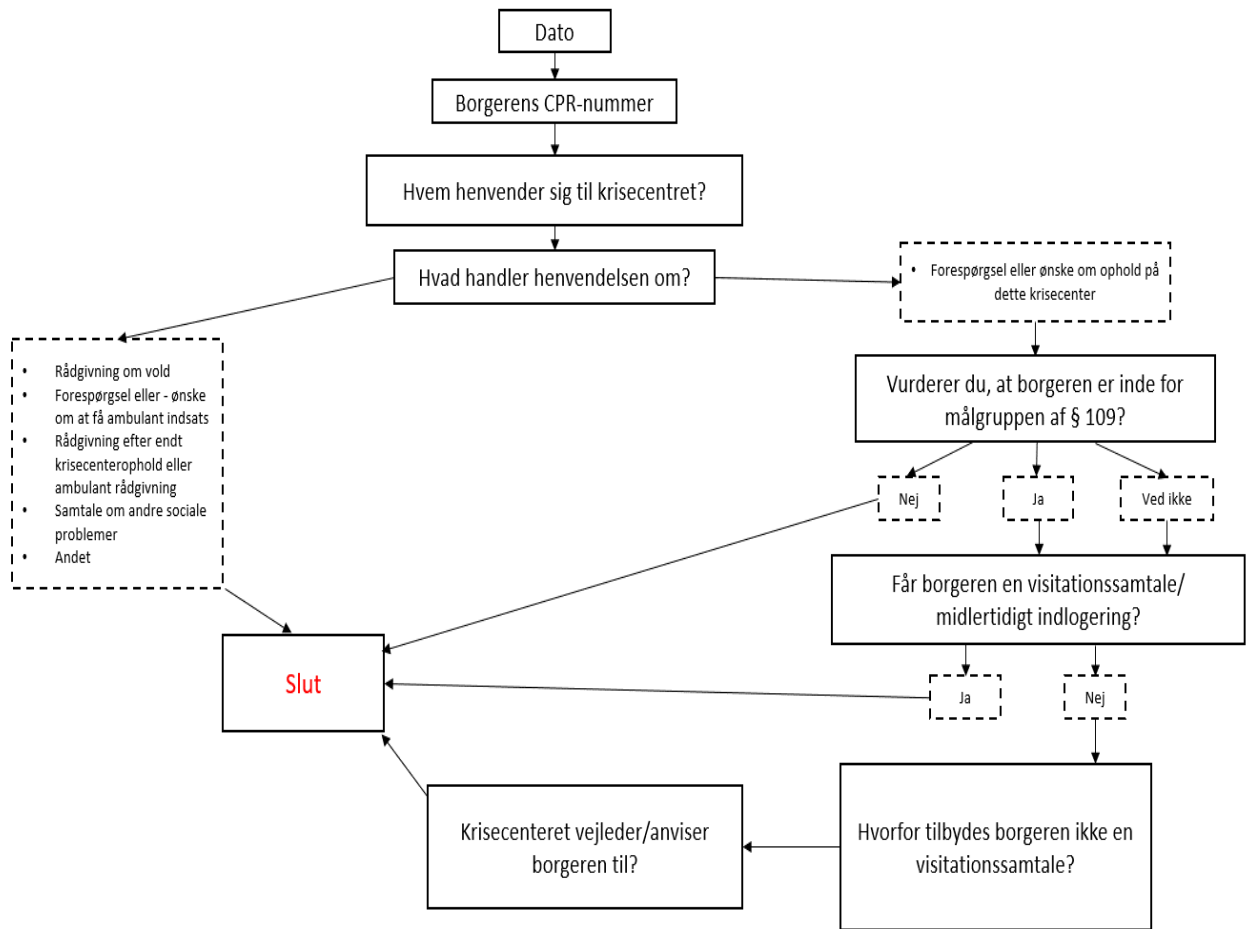 Dato
Borgerens CPR-nummer
Hvem henvender sig til krisecentret?
Hvad handler henvendelsen om?
• Forespørgsel eller ønske om ophold på
dette krisecenter
• Rådgivning om vold
• Forespørgsel eller - ønske
om at få ambulant indsats
• Rådgivning efter endt
krisecenterophold eller
ambulant rådgivning
• Samtale om andre sociale
problemer
• Andet
Vurderer du, at borgeren er inde for
målgruppen af § 109?
Nej
Ja
Ved ikke
Får borgeren en visitationssamtale/
midlertidigt indlogering?
Slut
Ja
Nej
Krisecenteret vejleder/anviser
borgeren til?
Hvorfor tilbydes borgeren ikke en
visitationssamtale?